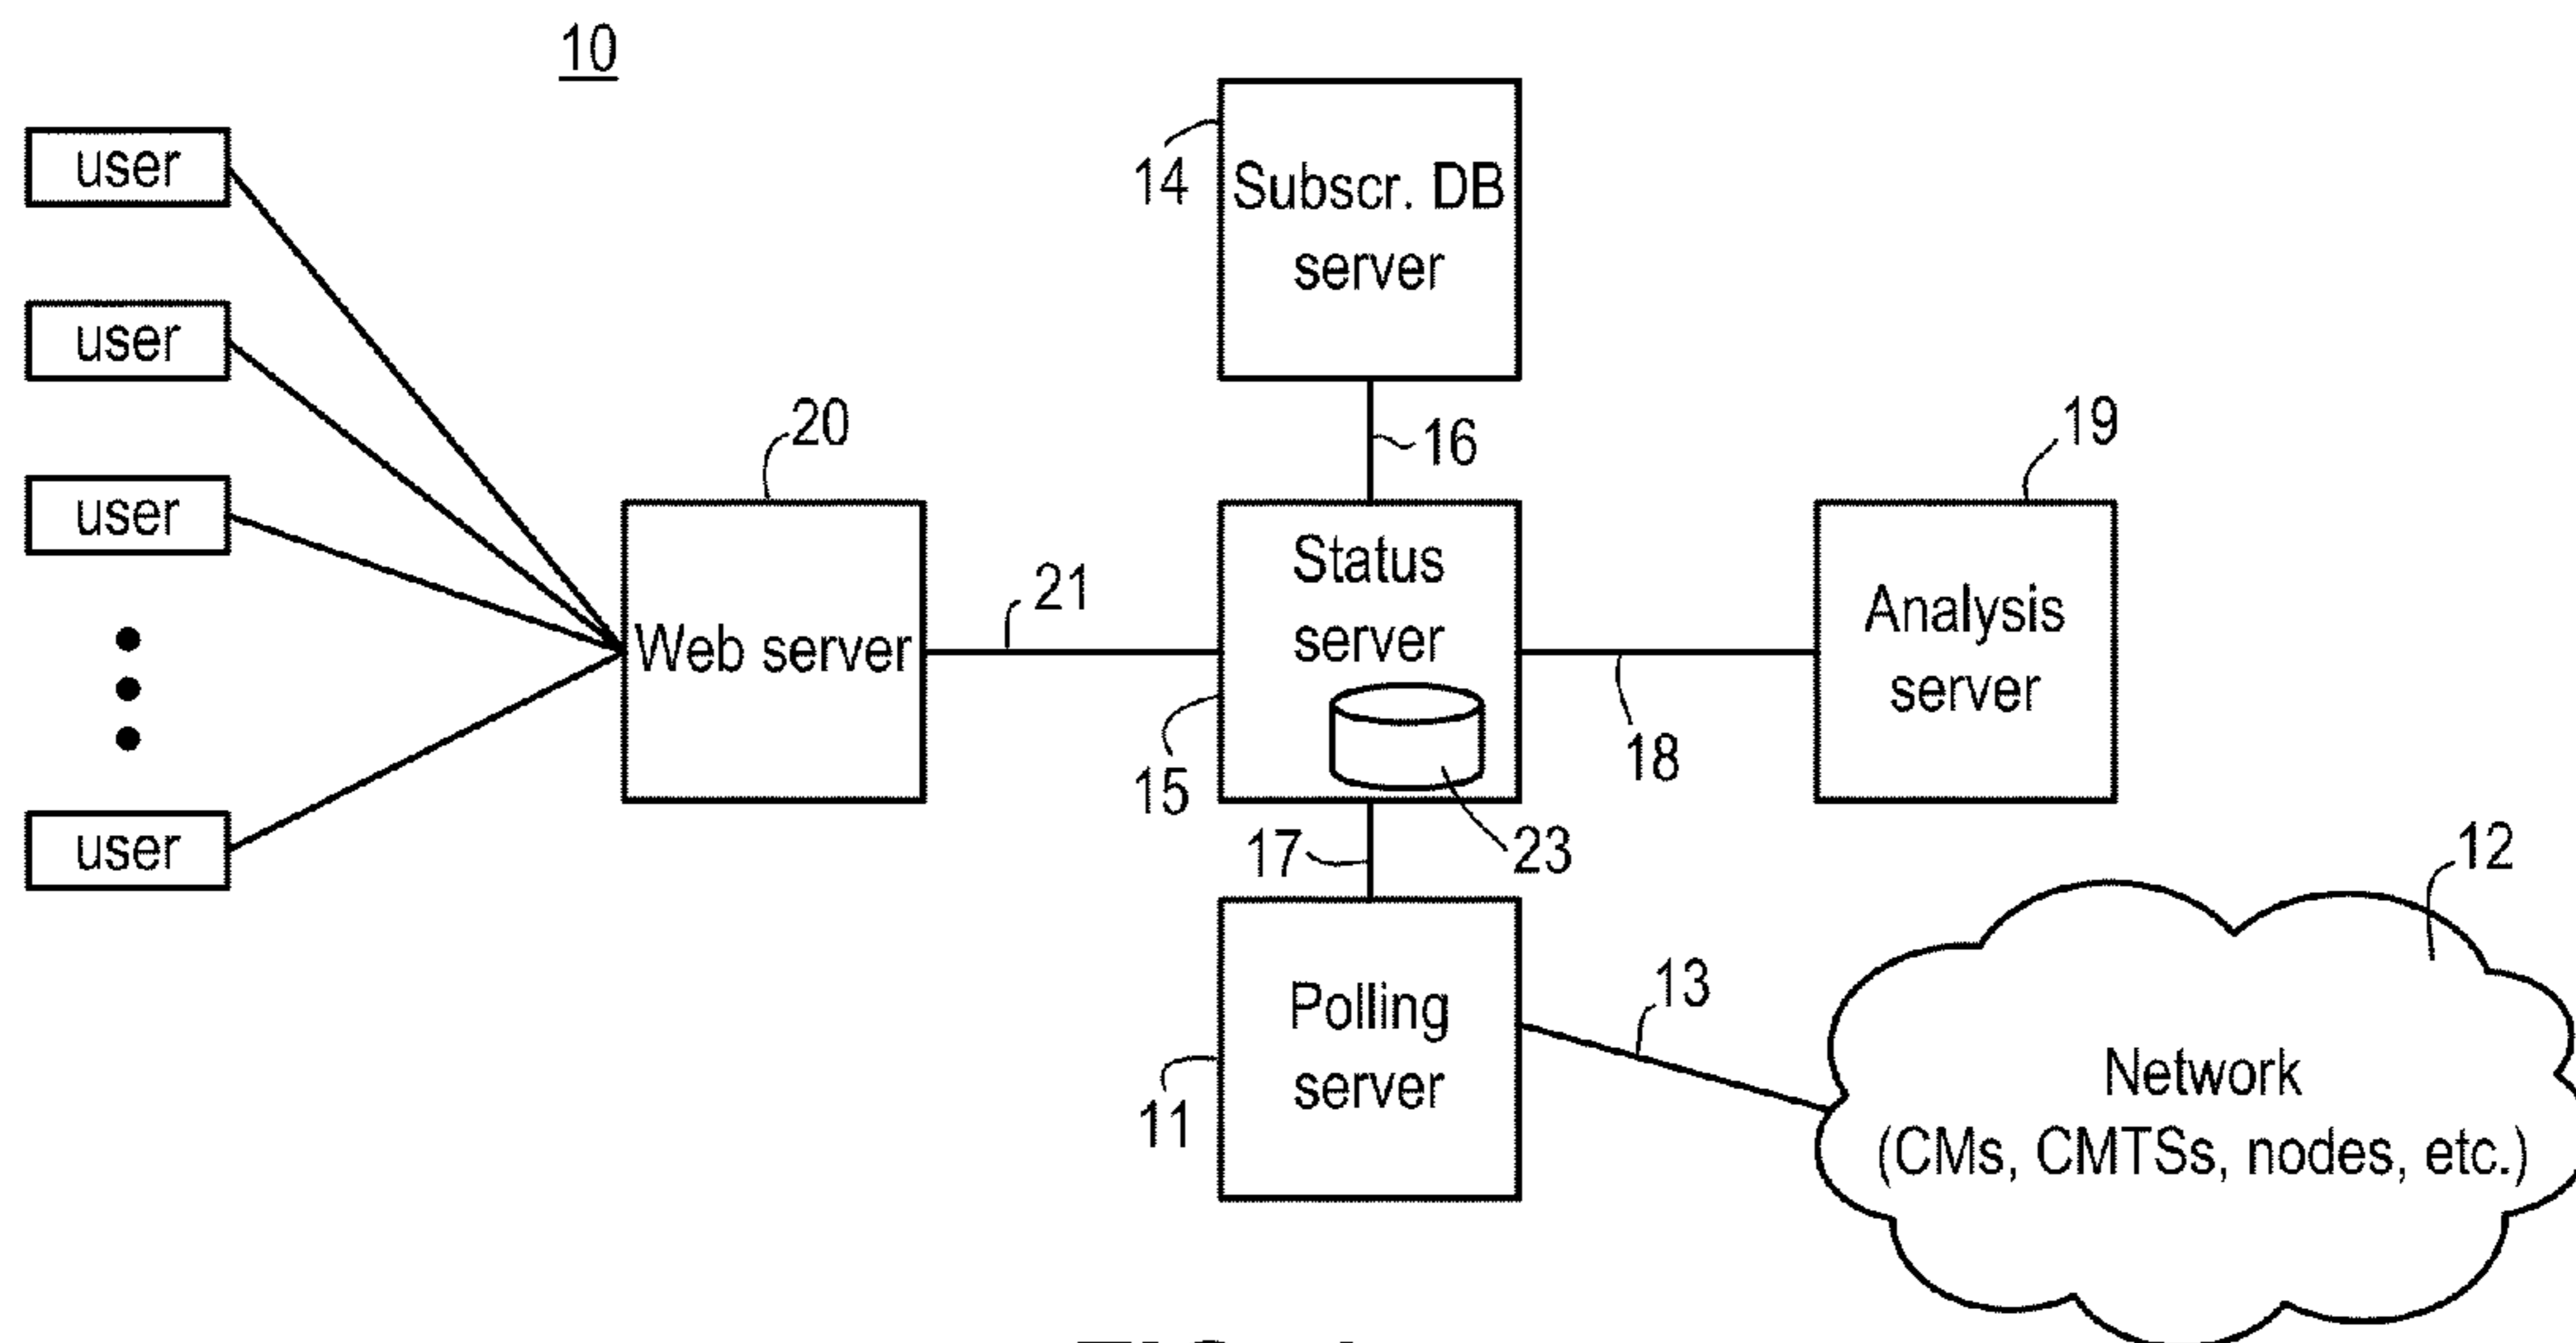 10
user
user
user
user
20
Web server
21
14
Subscr. DB
server
16
Status
server
15
23
18
19
Analysis
server
17
Polling
server
11
13
12
Network
(CMs, CMTSs, nodes, etc.)